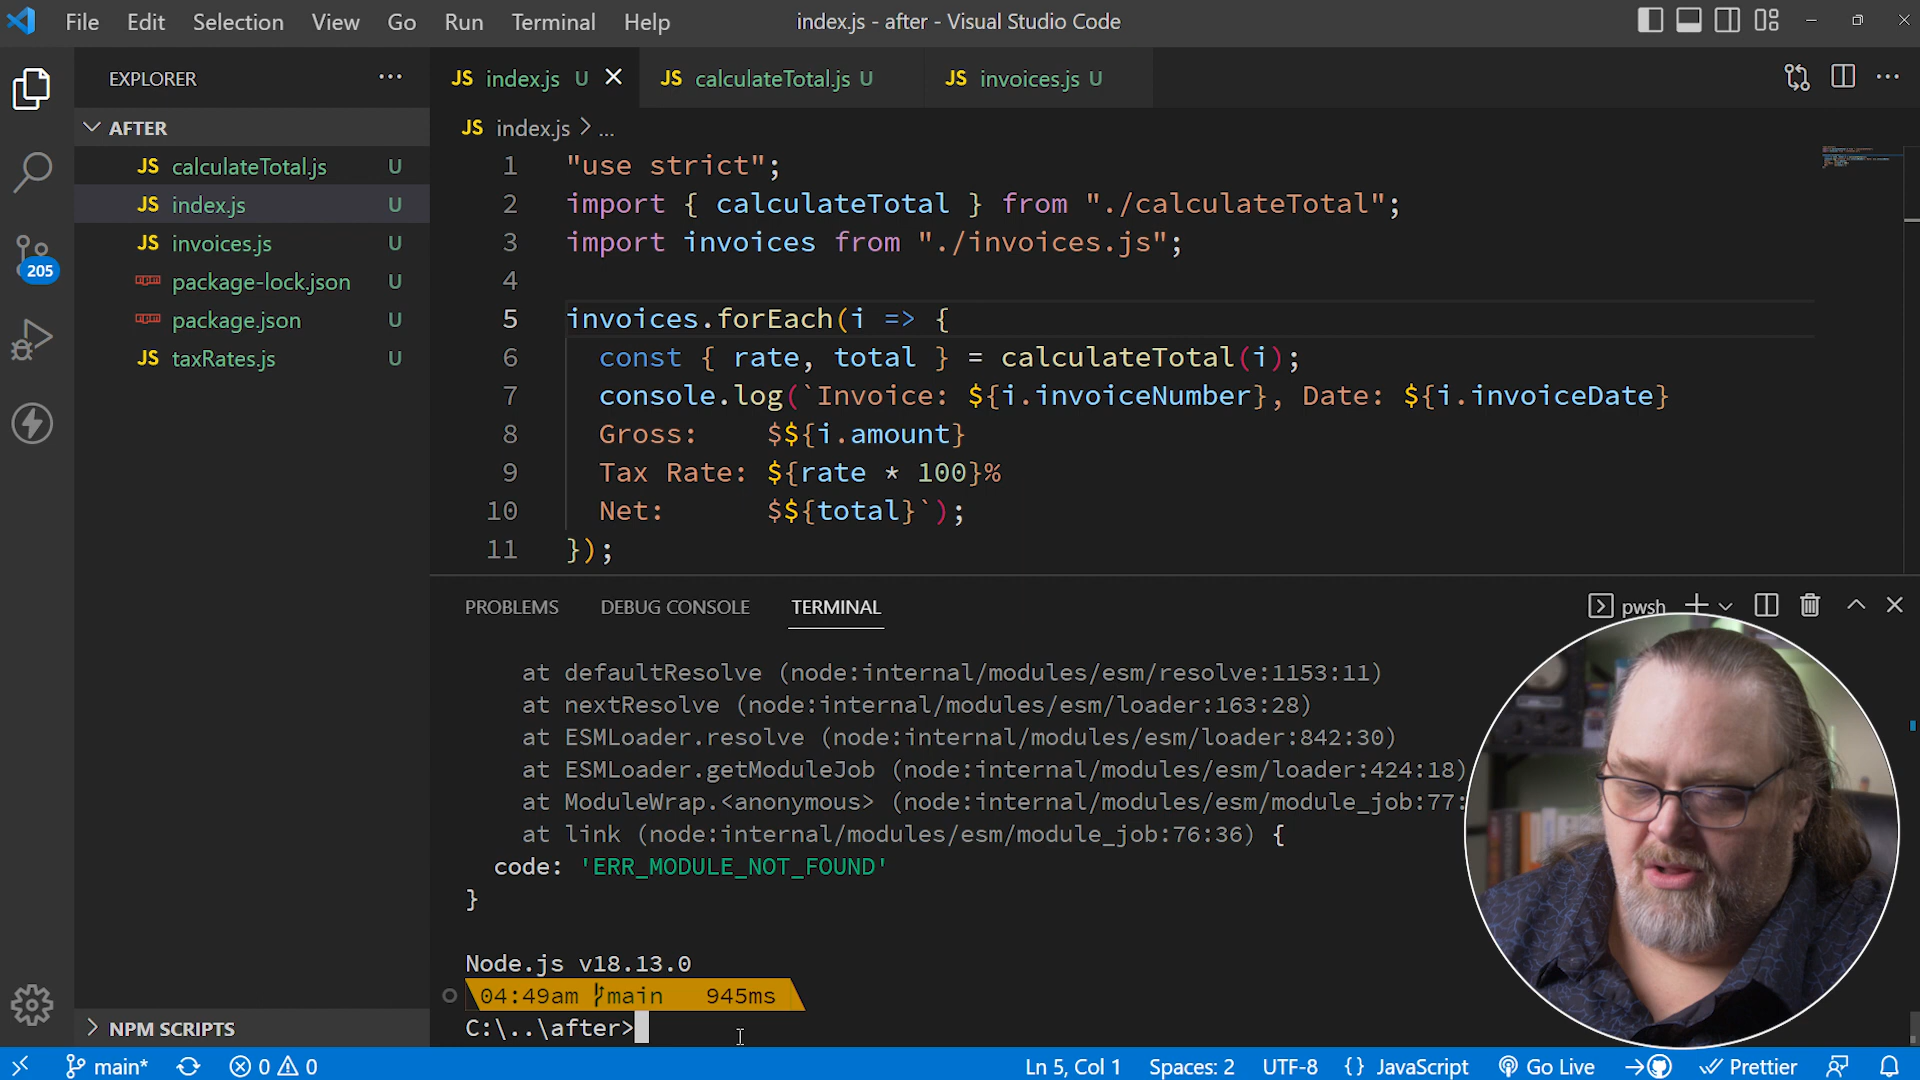 File Edit Selection View Go Run Terminal Help
index.js - after - Visual Studio Code
EXPLORER
JS index.js U
JS calculateTotal.js U
JS invoices.js U
AFTER
JS calculateTotal.js U
JS index.js U
JS invoices.js U
package-lock.json U
package.json U
JS taxRates.js U
205
NPM SCRIPTS
JS index.js > ...
1 "use strict";
2 import { calculateTotal } from "./calculateTotal";
3 import invoices from "./invoices.js";
4
5 invoices.forEach(i => {
6 const { rate, total } = calculateTotal(i);
7 console.log(`Invoice: ${i.invoiceNumber}, Date: ${i.invoiceDate}
8 Gross: $${i.amount}
9 Tax Rate: ${rate * 100}%
10 Net: $${total}`);
11 });
PROBLEMS DEBUG CONSOLE TERMINAL
pwsh
at defaultResolve (node:internal/modules/esm/resolve:1153:11)
at nextResolve (node:internal/modules/esm/loader:163:28)
at ESMLoader.resolve (node:internal/modules/esm/loader:842:30)
at ESMLoader.getModuleJob (node:internal/modules/esm/loader:424:18)
at ModuleWrap.<anonymous> (node:internal/modules/esm/module_job:77:
at link (node:internal/modules/esm/module_job:76:36) {
code: 'ERR_MODULE_NOT_FOUND'
}
Node.js v18.13.0
04:49am main 945ms
C:\..\after>
main* 0 0 Ln 5, Col 1 Spaces: 2 UTF-8 {} JavaScript Go Live Prettier